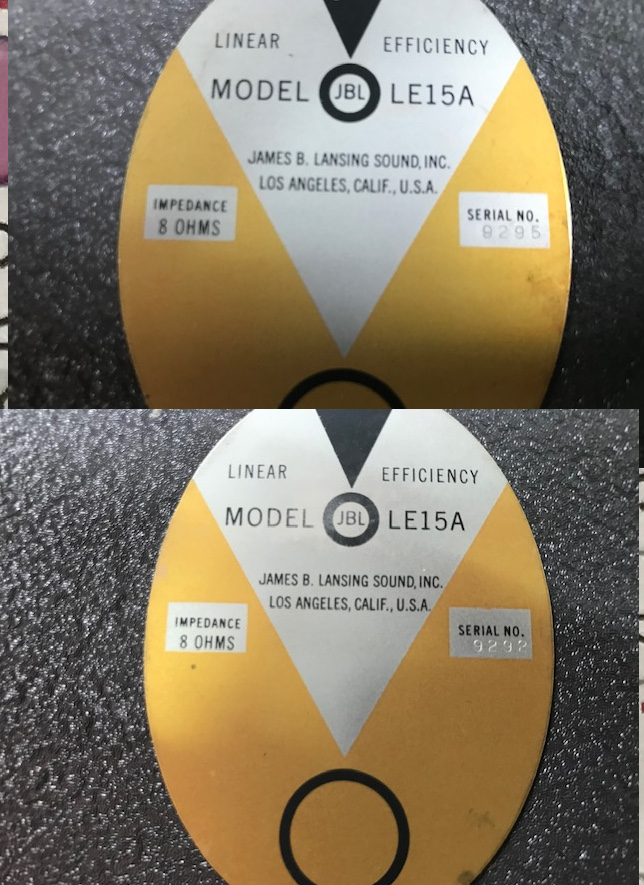 LINEAR EFFICIENCY
MODEL JBL LE15A
JAMES B. LANSING SOUND, INC.
LOS ANGELES, CALIF., U.S.A.
IMPEDANCE
8 OHMS
SERIAL NO.
9295
LINEAR EFFICIENCY
MODEL JBL LE15A
JAMES B. LANSING SOUND, INC.
LOS ANGELES, CALIF., U.S.A.
IMPEDANCE
8 OHMS
SERIAL NO.
9292